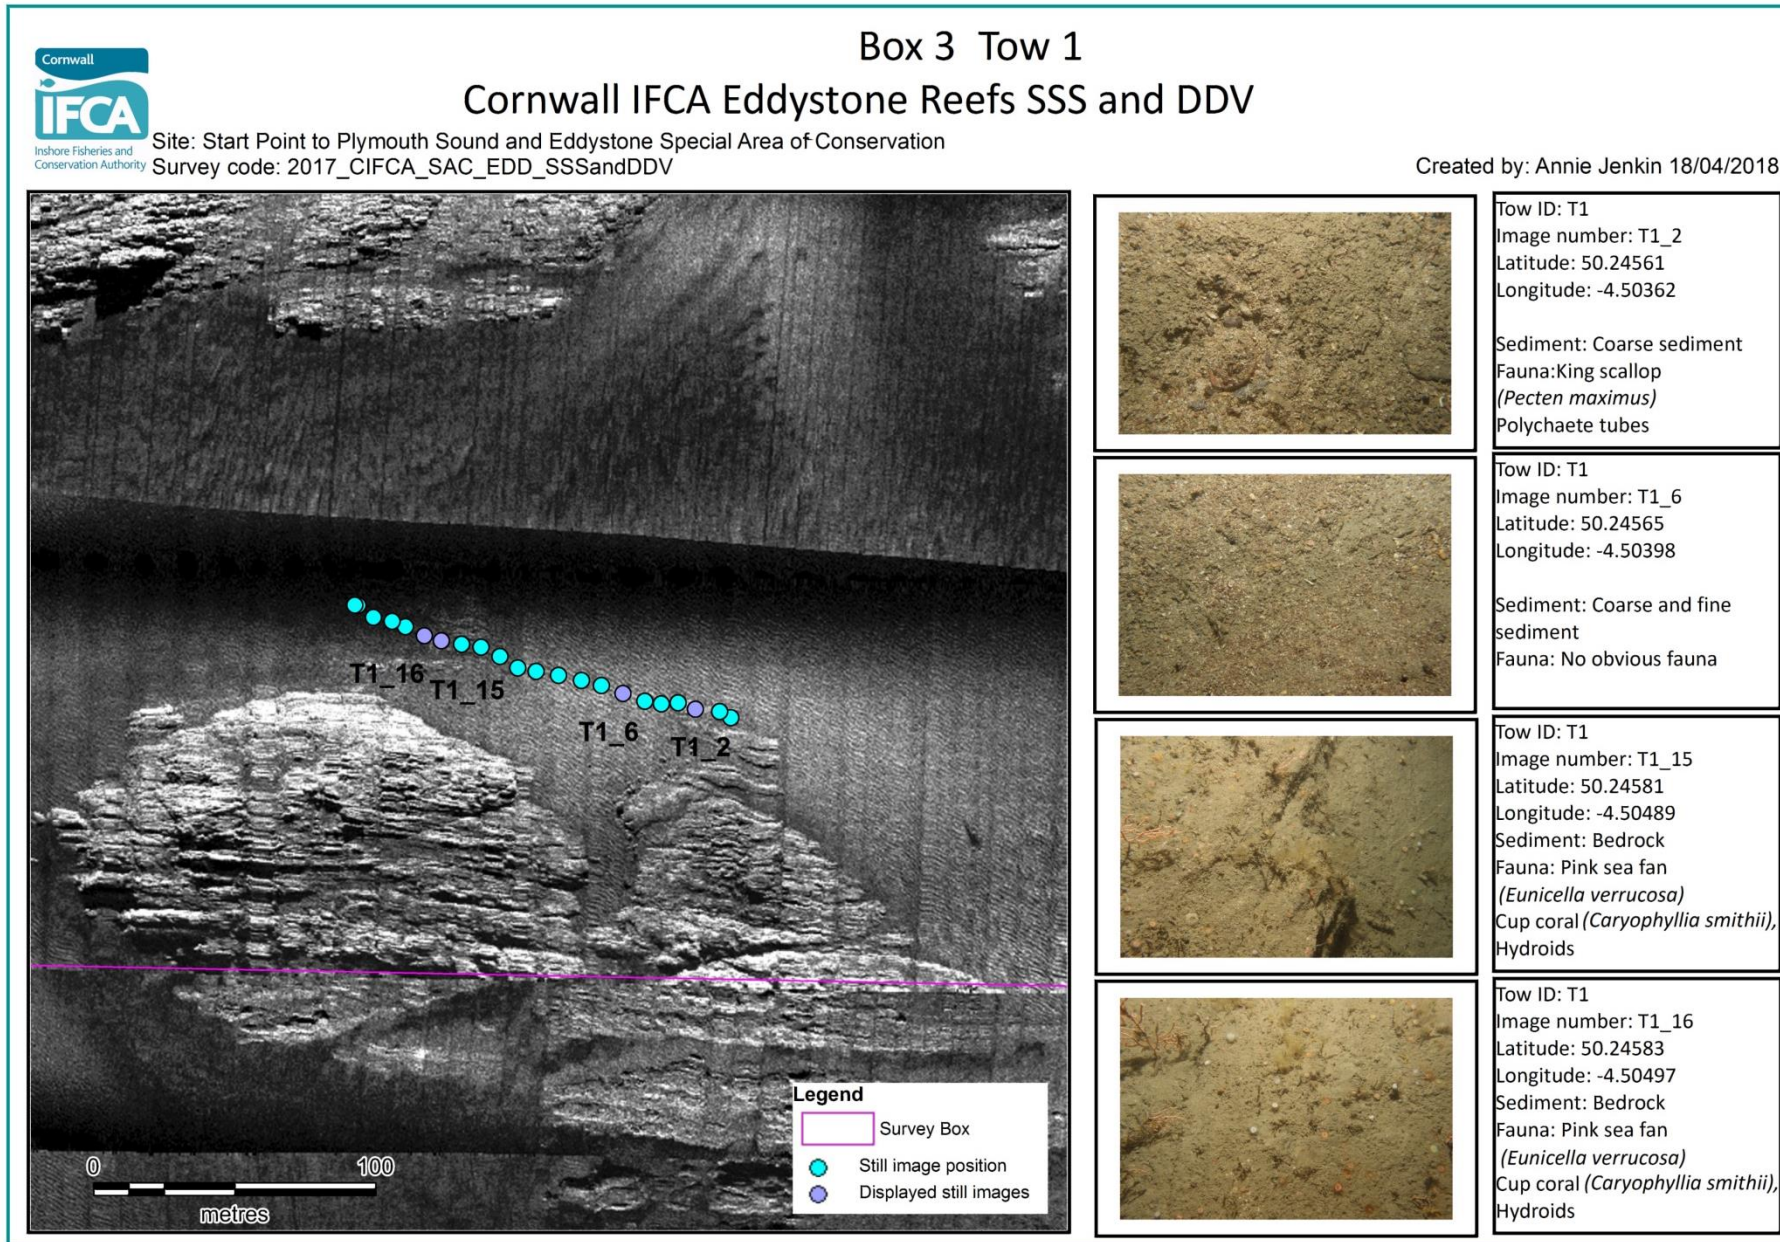 Box 3 Tow 1
Cornwall IFCA Eddystone Reefs SSS and DDV
Cornwall
IFCA
Inshore Fisheries and
Conservation Authority
Site: Start Point to Plymouth Sound and Eddystone Special Area of Conservation
Survey code: 2017_CIFCA_SAC_EDD_SSSandDDV
Created by: Annie Jenkin 18/04/2018
T1_16
T1_15
T1_6
T1_2
Legend
Survey Box
Still image position
Displayed still images
0
100
metres
Tow ID: T1
Image number: T1_2
Latitude: 50.24561
Longitude: -4.50362
Sediment: Coarse sediment
Fauna:King scallop
(Pecten maximus)
Polychaete tubes
Tow ID: T1
Image number: T1_6
Latitude: 50.24565
Longitude: -4.50398
Sediment: Coarse and fine
sediment
Fauna: No obvious fauna
Tow ID: T1
Image number: T1_15
Latitude: 50.24581
Longitude: -4.50489
Sediment: Bedrock
Fauna: Pink sea fan
(Eunicella verrucosa)
Cup coral (Caryophyllia smithii),
Hydroids
Tow ID: T1
Image number: T1_16
Latitude: 50.24583
Longitude: -4.50497
Sediment: Bedrock
Fauna: Pink sea fan
(Eunicella verrucosa)
Cup coral (Caryophyllia smithii),
Hydroids